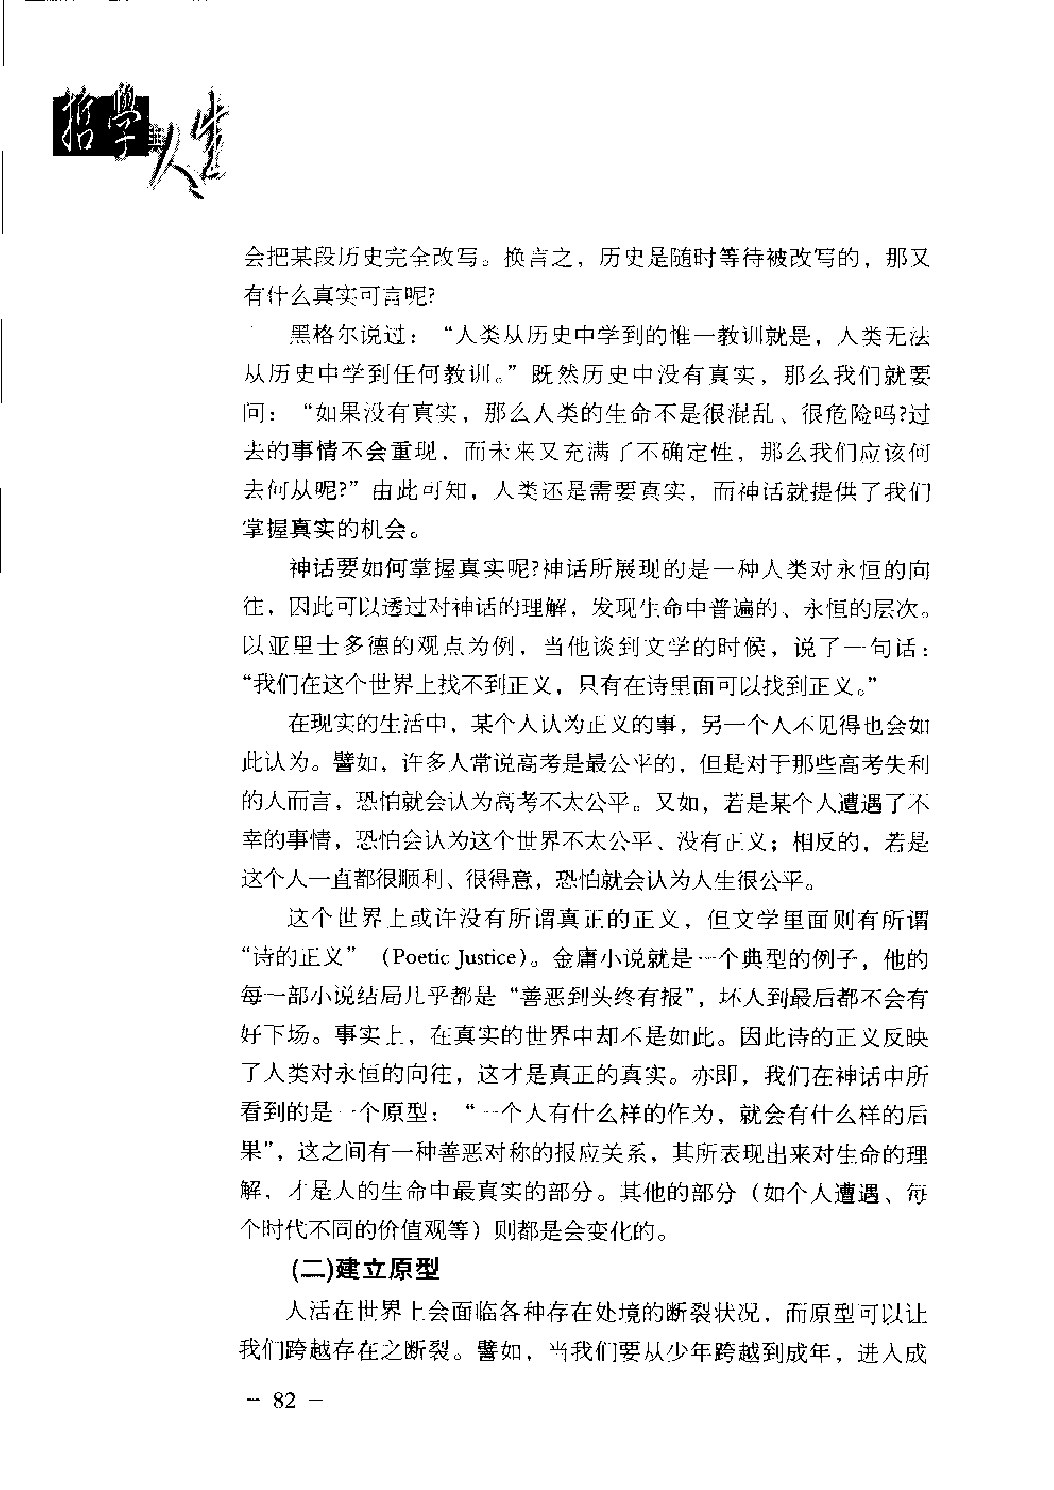 哲學與人生
会把某段历史完全改写。换言之，历史是随时等待被改写的，那又
有什么真实可言呢?
黑格尔说过：“人类从历史中学到的惟一教训就是，人类无法
从历史中学到任何教训。”既然历史中没有真实，那么我们就要
问：“如果没有真实，那么人类的生命不是很混乱、很危险吗?过
去的事情不会重现，而未来又充满了不确定性，那么我们应该何
去何从呢?”由此可知，人类还是需要真实，而神话就提供了我们
掌握真实的机会。
神话要如何掌握真实呢?神话所展现的是一种人类对永恒的向
往，因此可以透过对神话的理解，发现生命中普遍的、永恒的层次。
以亚里士多德的观点为例，当他谈到文学的时候，说了一句话：
“我们在这个世界上找不到正义，只有在诗里面可以找到正义。”
在现实的生活中，某个人认为正义的事，另一个人不见得也会如
此认为。譬如，许多人常说高考是最公平的，但是对于那些高考失利
的人而言，恐怕就会认为高考不太公平。又如，若是某个人遭遇了不
幸的事情，恐怕会认为这个世界不太公平、没有正义；相反的，若是
这个人一直都很顺利、很得意，恐怕就会认为人生很公平。
这个世界上或许没有所谓真正的正义，但文学里面则有所谓
“诗的正义”（Poetic Justice）。金庸小说就是一个典型的例子，他的
每一部小说结局几乎都是“善恶到头终有报”，坏人到最后都不会有
好下场。事实上，在真实的世界中却不是如此。因此诗的正义反映
了人类对永恒的向往，这才是真正的真实。亦即，我们在神话中所
看到的是一个原型：“一个人有什么样的作为，就会有什么样的后
果”，这之间有一种善恶对称的报应关系，其所表现出来对生命的理
解，才是人的生命中最真实的部分。其他的部分（如个人遭遇、每
个时代不同的价值观等）则都是会变化的。
(二)建立原型
人活在世界上会面临各种存在处境的断裂状况，而原型可以让
我们跨越存在之断裂。譬如，当我们要从少年跨越到成年，进入成
－ 82 －